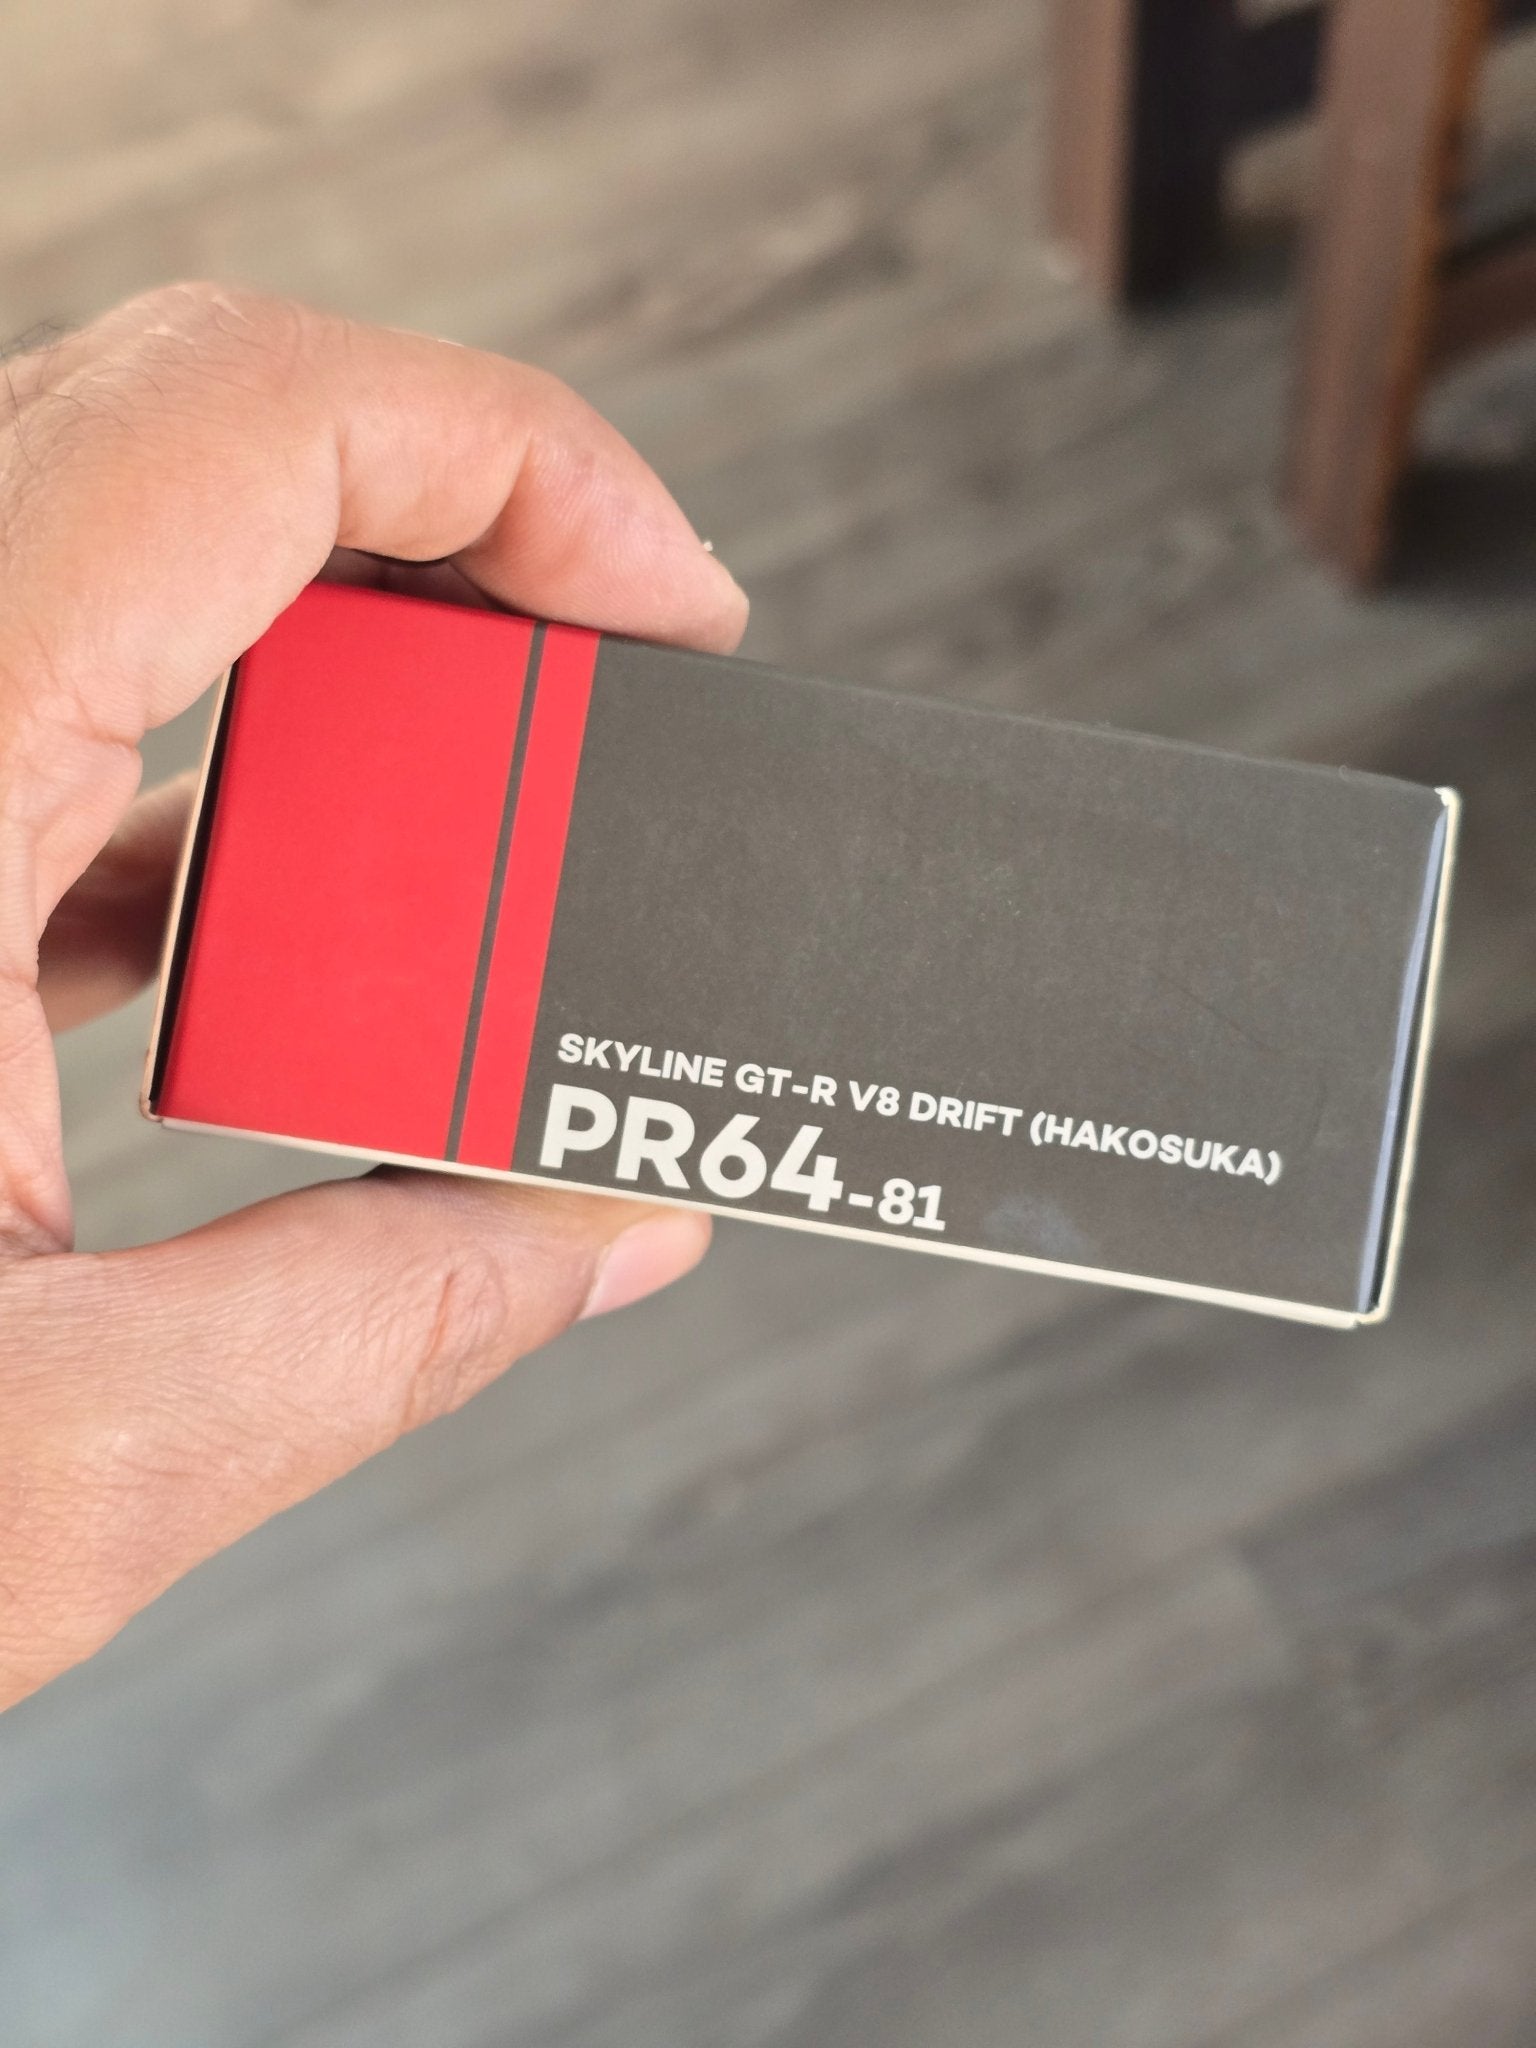 SKYLINE GT-R V8 DRIFT (HAKOSUKA)
PR64-81